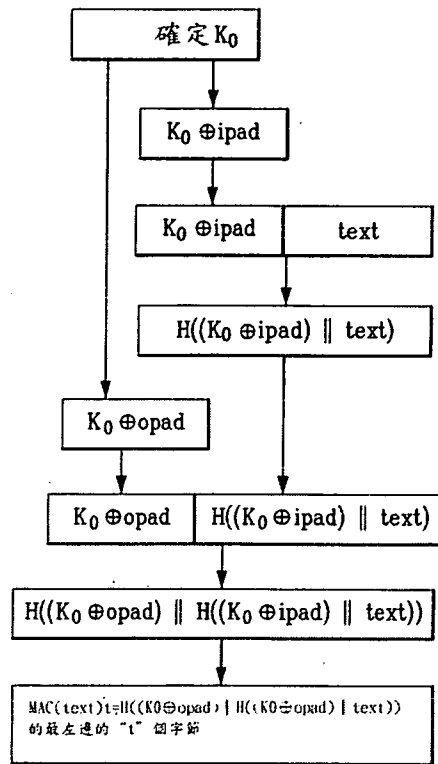 確定K₀
K₀ ⊕ipad
K₀ ⊕ipad text
H((K₀ ⊕ipad) ‖ text)
K₀ ⊕opad
K₀ ⊕opad H((K₀ ⊕ipad) ‖ text)
H((K₀ ⊕opad) ‖ H((K₀ ⊕ipad) ‖ text))
MAC(text)t=H((K0⊕opad)|H((K0⊕opad)|text))
的最左邊的“t”個字節